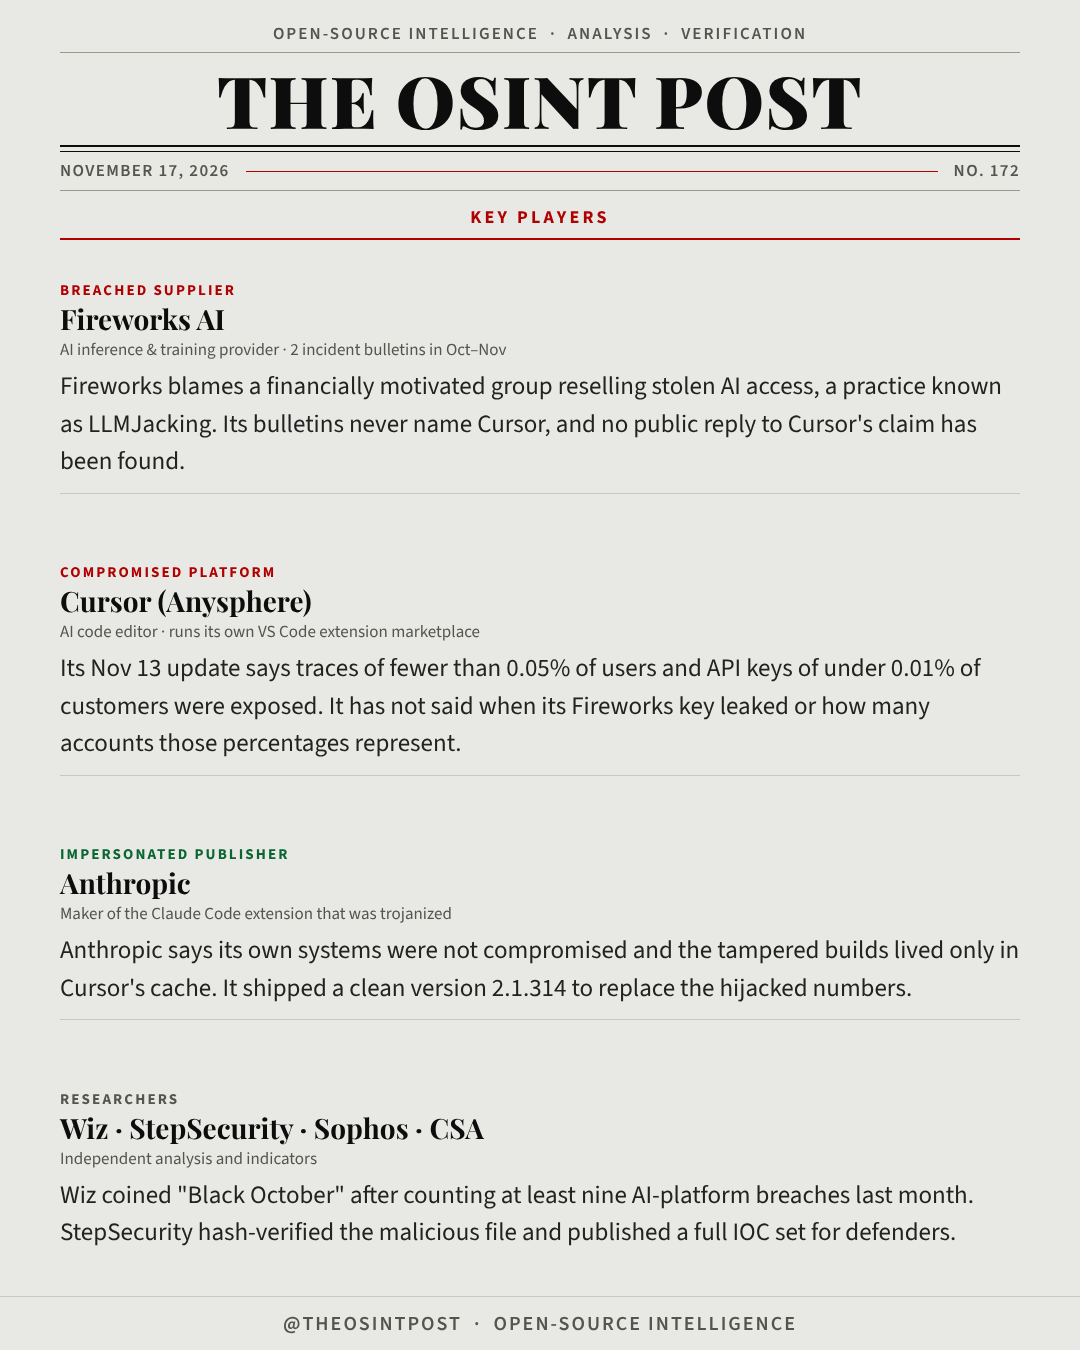 OPEN-SOURCE INTELLIGENCE · ANALYSIS · VERIFICATION
THE OSINT POST
NOVEMBER 17, 2026
NO. 172
KEY PLAYERS
BREACHED SUPPLIER
Fireworks AI
AI inference & training provider · 2 incident bulletins in Oct–Nov
Fireworks blames a financially motivated group reselling stolen AI access, a practice known
as LLMJacking. Its bulletins never name Cursor, and no public reply to Cursor's claim has
been found.
COMPROMISED PLATFORM
Cursor (Anysphere)
AI code editor · runs its own VS Code extension marketplace
Its Nov 13 update says traces of fewer than 0.05% of users and API keys of under 0.01% of
customers were exposed. It has not said when its Fireworks key leaked or how many
accounts those percentages represent.
IMPERSONATED PUBLISHER
Anthropic
Maker of the Claude Code extension that was trojanized
Anthropic says its own systems were not compromised and the tampered builds lived only in
Cursor's cache. It shipped a clean version 2.1.314 to replace the hijacked numbers.
RESEARCHERS
Wiz · StepSecurity · Sophos · CSA
Independent analysis and indicators
Wiz coined "Black October" after counting at least nine AI-platform breaches last month.
StepSecurity hash-verified the malicious file and published a full IOC set for defenders.
@THEOSINTPOST · OPEN-SOURCE INTELLIGENCE